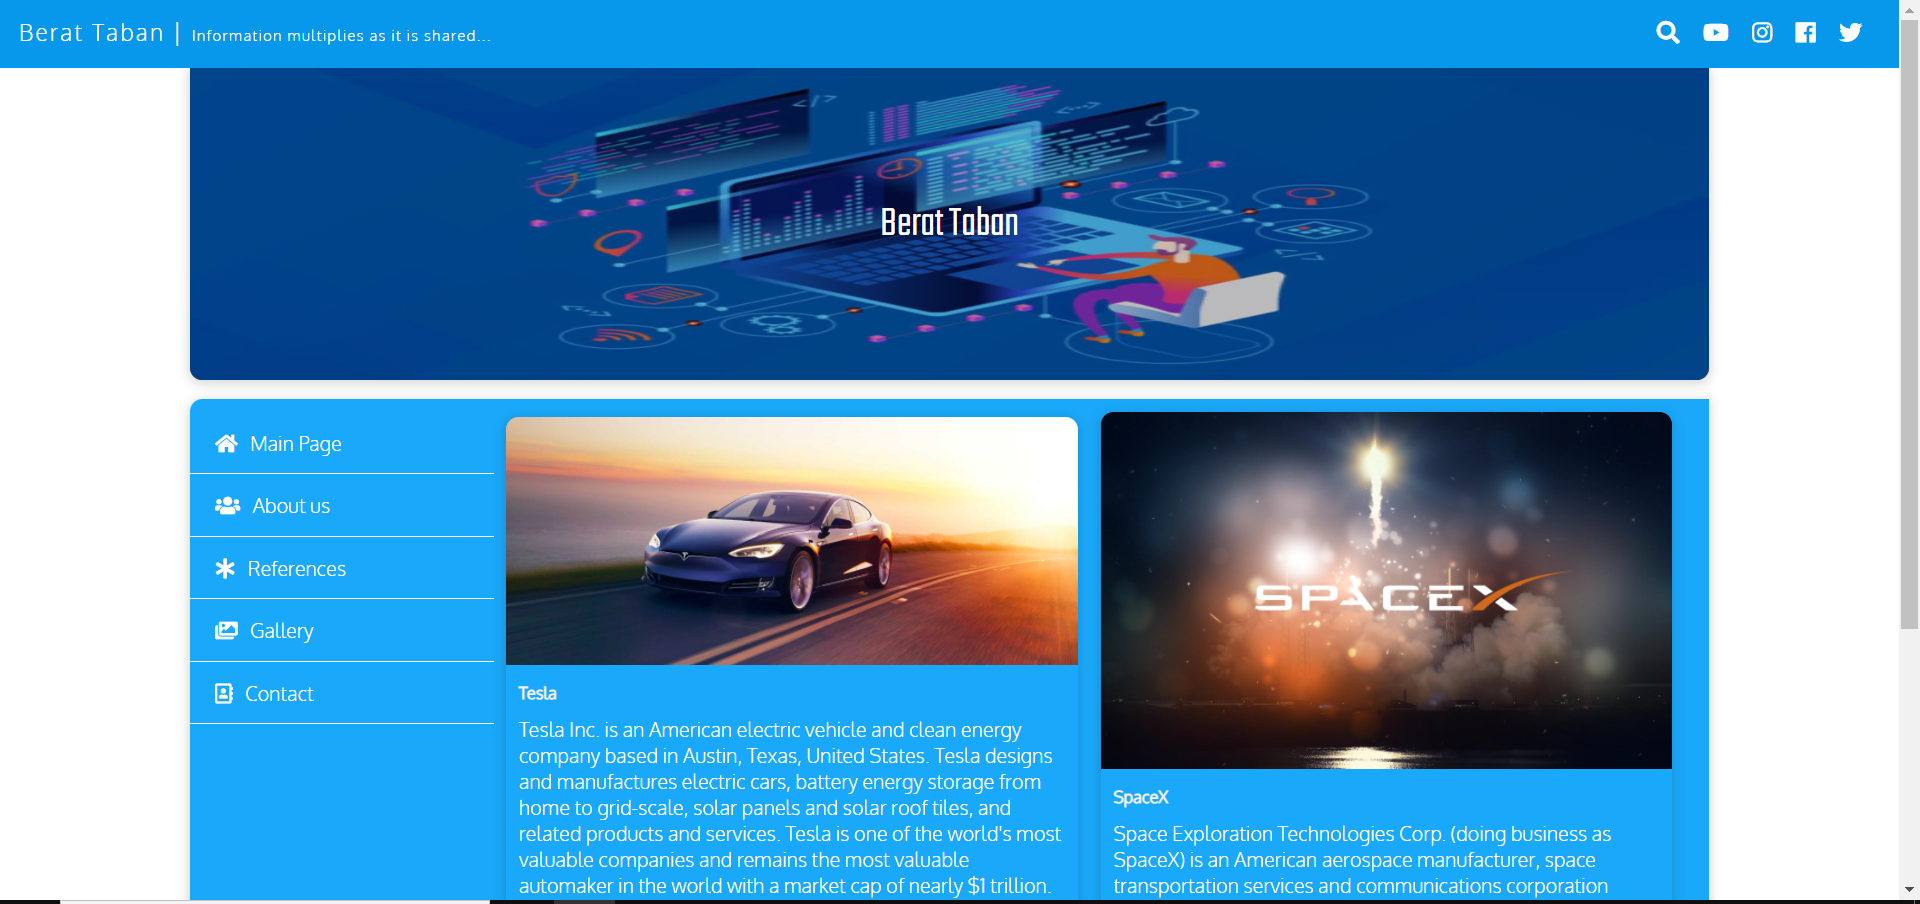 Berat Taban | Information multiplies as it is shared...
Berat Taban
Main Page
About us
References
Gallery
Contact
Tesla
Tesla Inc. is an American electric vehicle and clean energy
company based in Austin, Texas, United States. Tesla designs
and manufactures electric cars, battery energy storage from
home to grid-scale, solar panels and solar roof tiles, and
related products and services. Tesla is one of the world's most
valuable companies and remains the most valuable
automaker in the world with a market cap of nearly $1 trillion.
SPACEX
SpaceX
Space Exploration Technologies Corp. (doing business as
SpaceX) is an American aerospace manufacturer, space
transportation services and communications corporation